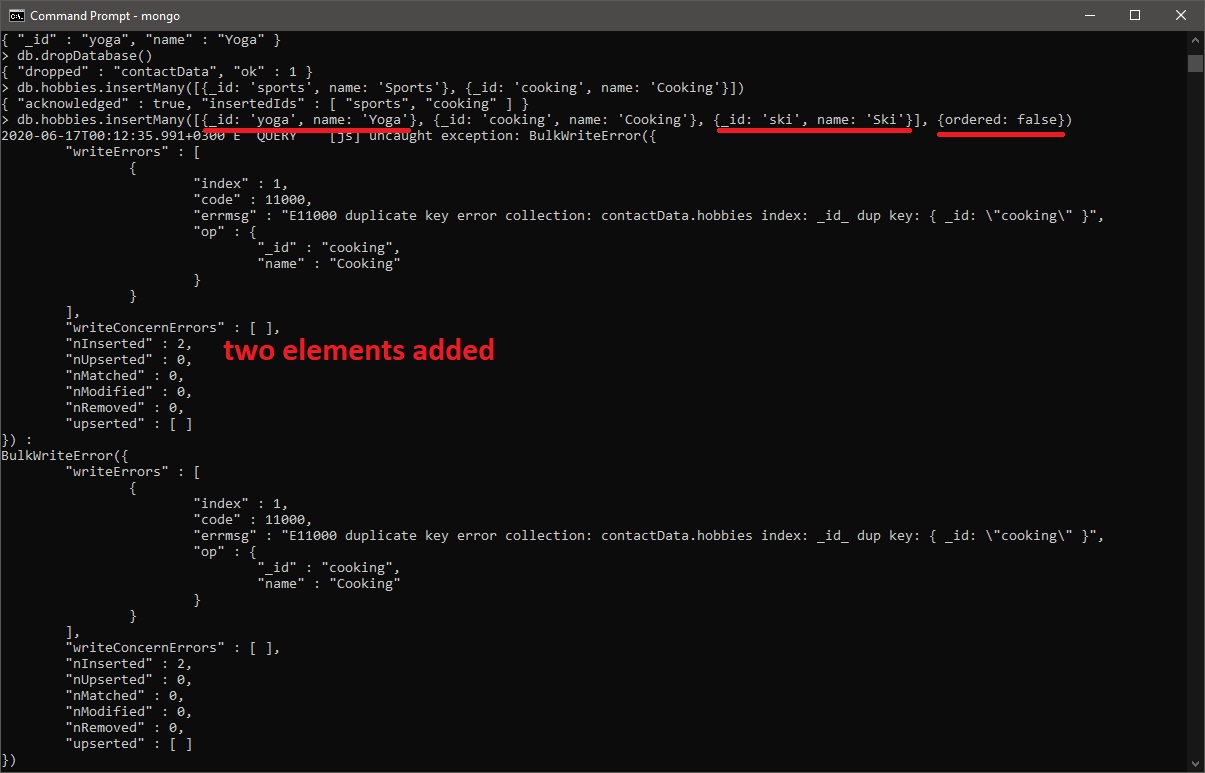 Command Prompt - mongo
{ "_id" : "yoga", "name" : "Yoga" }
> db.dropDatabase()
{ "dropped" : "contactData", "ok" : 1 }
> db.hobbies.insertMany([{_id: 'sports', name: 'Sports'}, {_id: 'cooking', name: 'Cooking'}])
{ "acknowledged" : true, "insertedIds" : [ "sports", "cooking" ] }
> db.hobbies.insertMany([{_id: 'yoga', name: 'Yoga'}, {_id: 'cooking', name: 'Cooking'}, {_id: 'ski', name: 'Ski'}], {ordered: false})
2020-06-17T00:12:35.991+0300 E  QUERY    [js] uncaught exception: BulkWriteError({
        "writeErrors" : [
                {
                        "index" : 1,
                        "code" : 11000,
                        "errmsg" : "E11000 duplicate key error collection: contactData.hobbies index: _id_ dup key: { _id: \"cooking\" }",
                        "op" : {
                                "_id" : "cooking",
                                "name" : "Cooking"
                        }
                }
        ],
        "writeConcernErrors" : [ ],
        "nInserted" : 2,
two elements added
        "nUpserted" : 0,
        "nMatched" : 0,
        "nModified" : 0,
        "nRemoved" : 0,
        "upserted" : [ ]
}) :
BulkWriteError({
        "writeErrors" : [
                {
                        "index" : 1,
                        "code" : 11000,
                        "errmsg" : "E11000 duplicate key error collection: contactData.hobbies index: _id_ dup key: { _id: \"cooking\" }",
                        "op" : {
                                "_id" : "cooking",
                                "name" : "Cooking"
                        }
                }
        ],
        "writeConcernErrors" : [ ],
        "nInserted" : 2,
        "nUpserted" : 0,
        "nMatched" : 0,
        "nModified" : 0,
        "nRemoved" : 0,
        "upserted" : [ ]
})